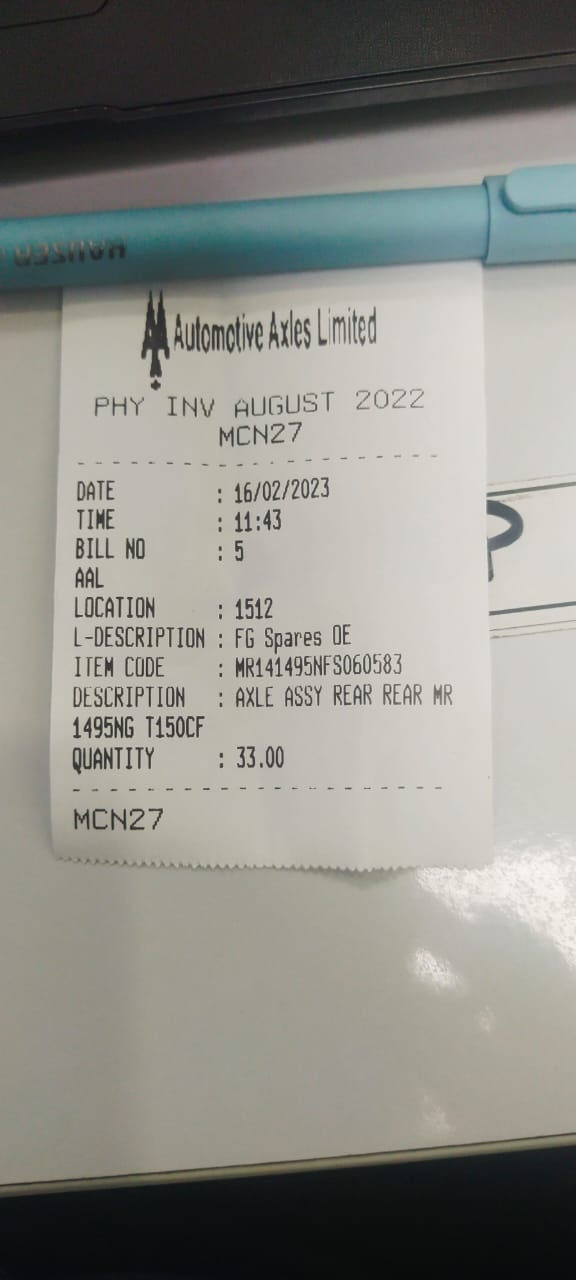 HAUSER
Automotive Axles Limited
PHY INV AUGUST 2022
MCN27
DATE : 16/02/2023
TIME : 11:43
BILL NO : 5
AAL
LOCATION : 1512
L-DESCRIPTION : FG Spares OE
ITEM CODE : MR141495NFS060583
DESCRIPTION : AXLE ASSY REAR REAR MR
1495NG T150CF
QUANTITY : 33.00
MCN27